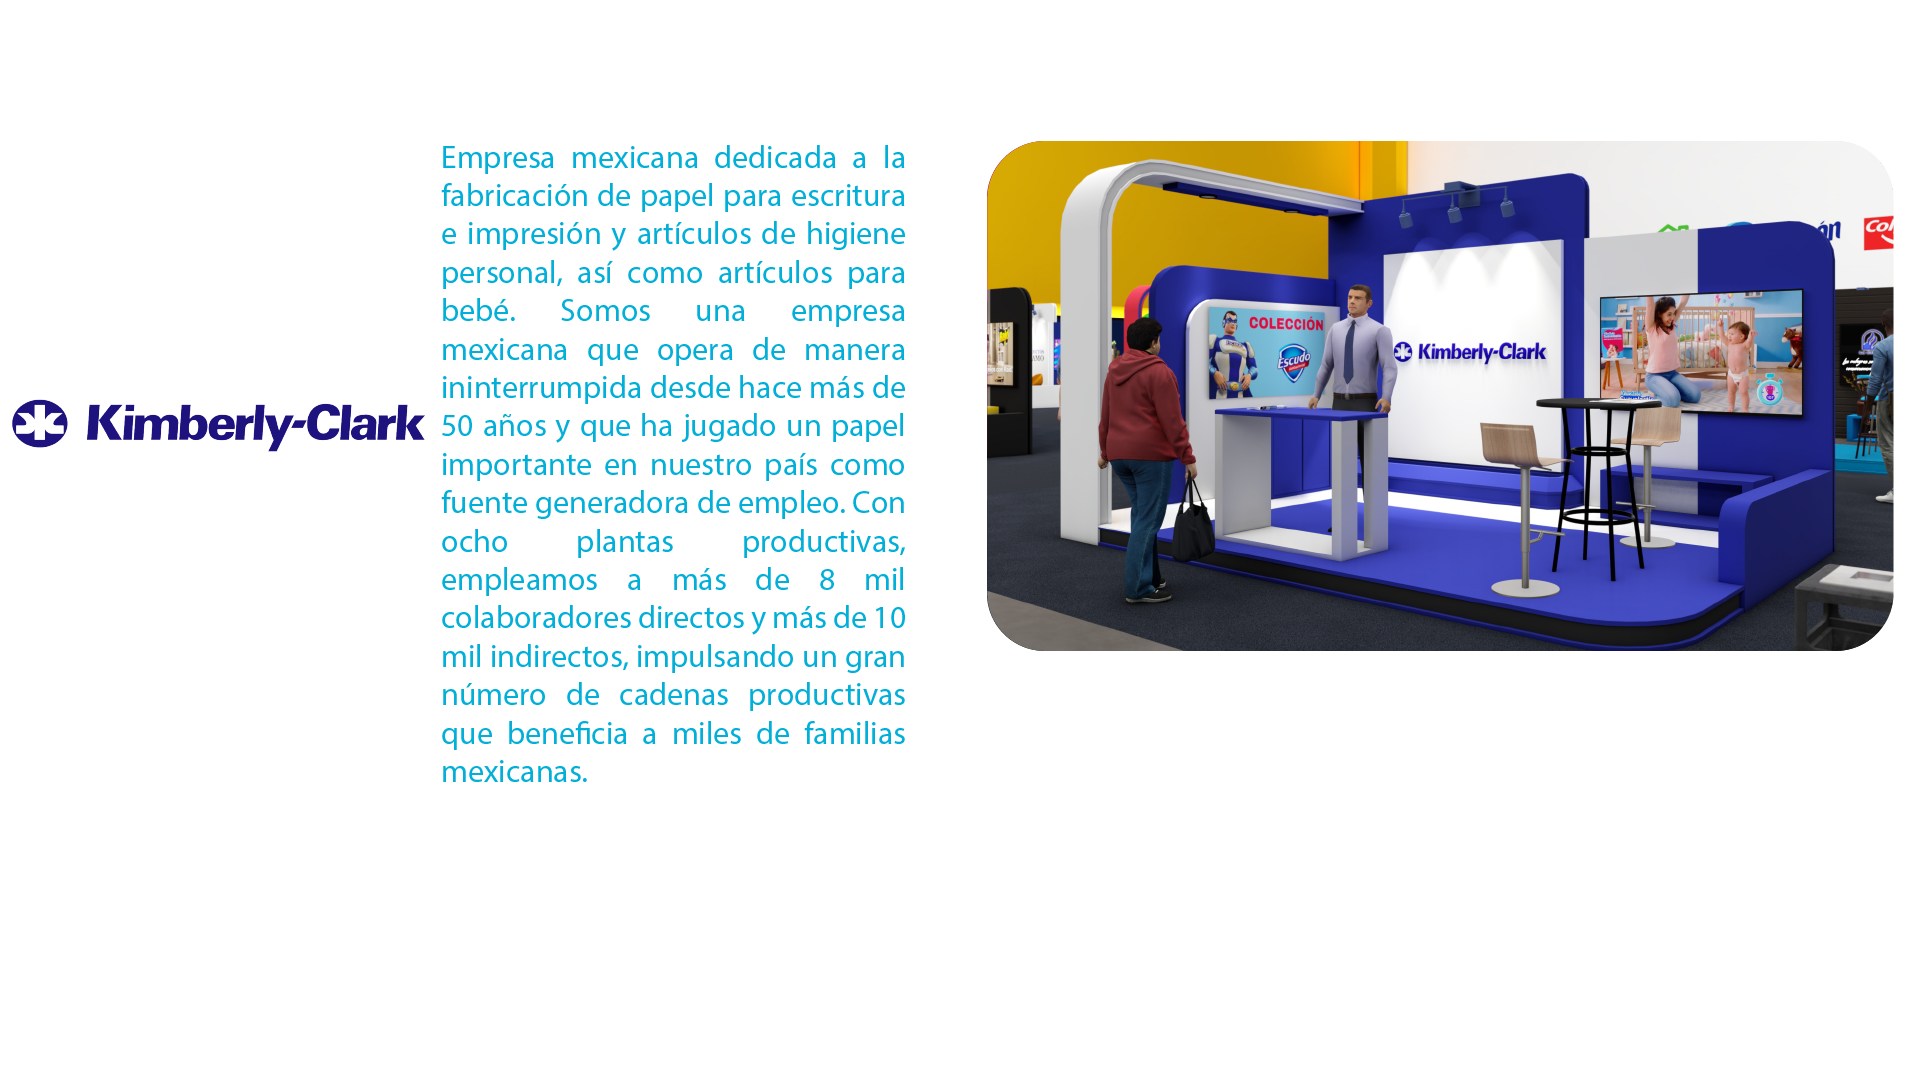 Kimberly-Clark
Empresa mexicana dedicada a la
fabricación de papel para escritura
e impresión y artículos de higiene
personal, así como artículos para
bebé. Somos una empresa
mexicana que opera de manera
ininterrumpida desde hace más de
50 años y que ha jugado un papel
importante en nuestro país como
fuente generadora de empleo. Con
ocho plantas productivas,
empleamos a más de 8 mil
colaboradores directos y más de 10
mil indirectos, impulsando un gran
número de cadenas productivas
que beneficia a miles de familias
mexicanas.
COLECCIÓN
Escudo
Kimberly-Clark